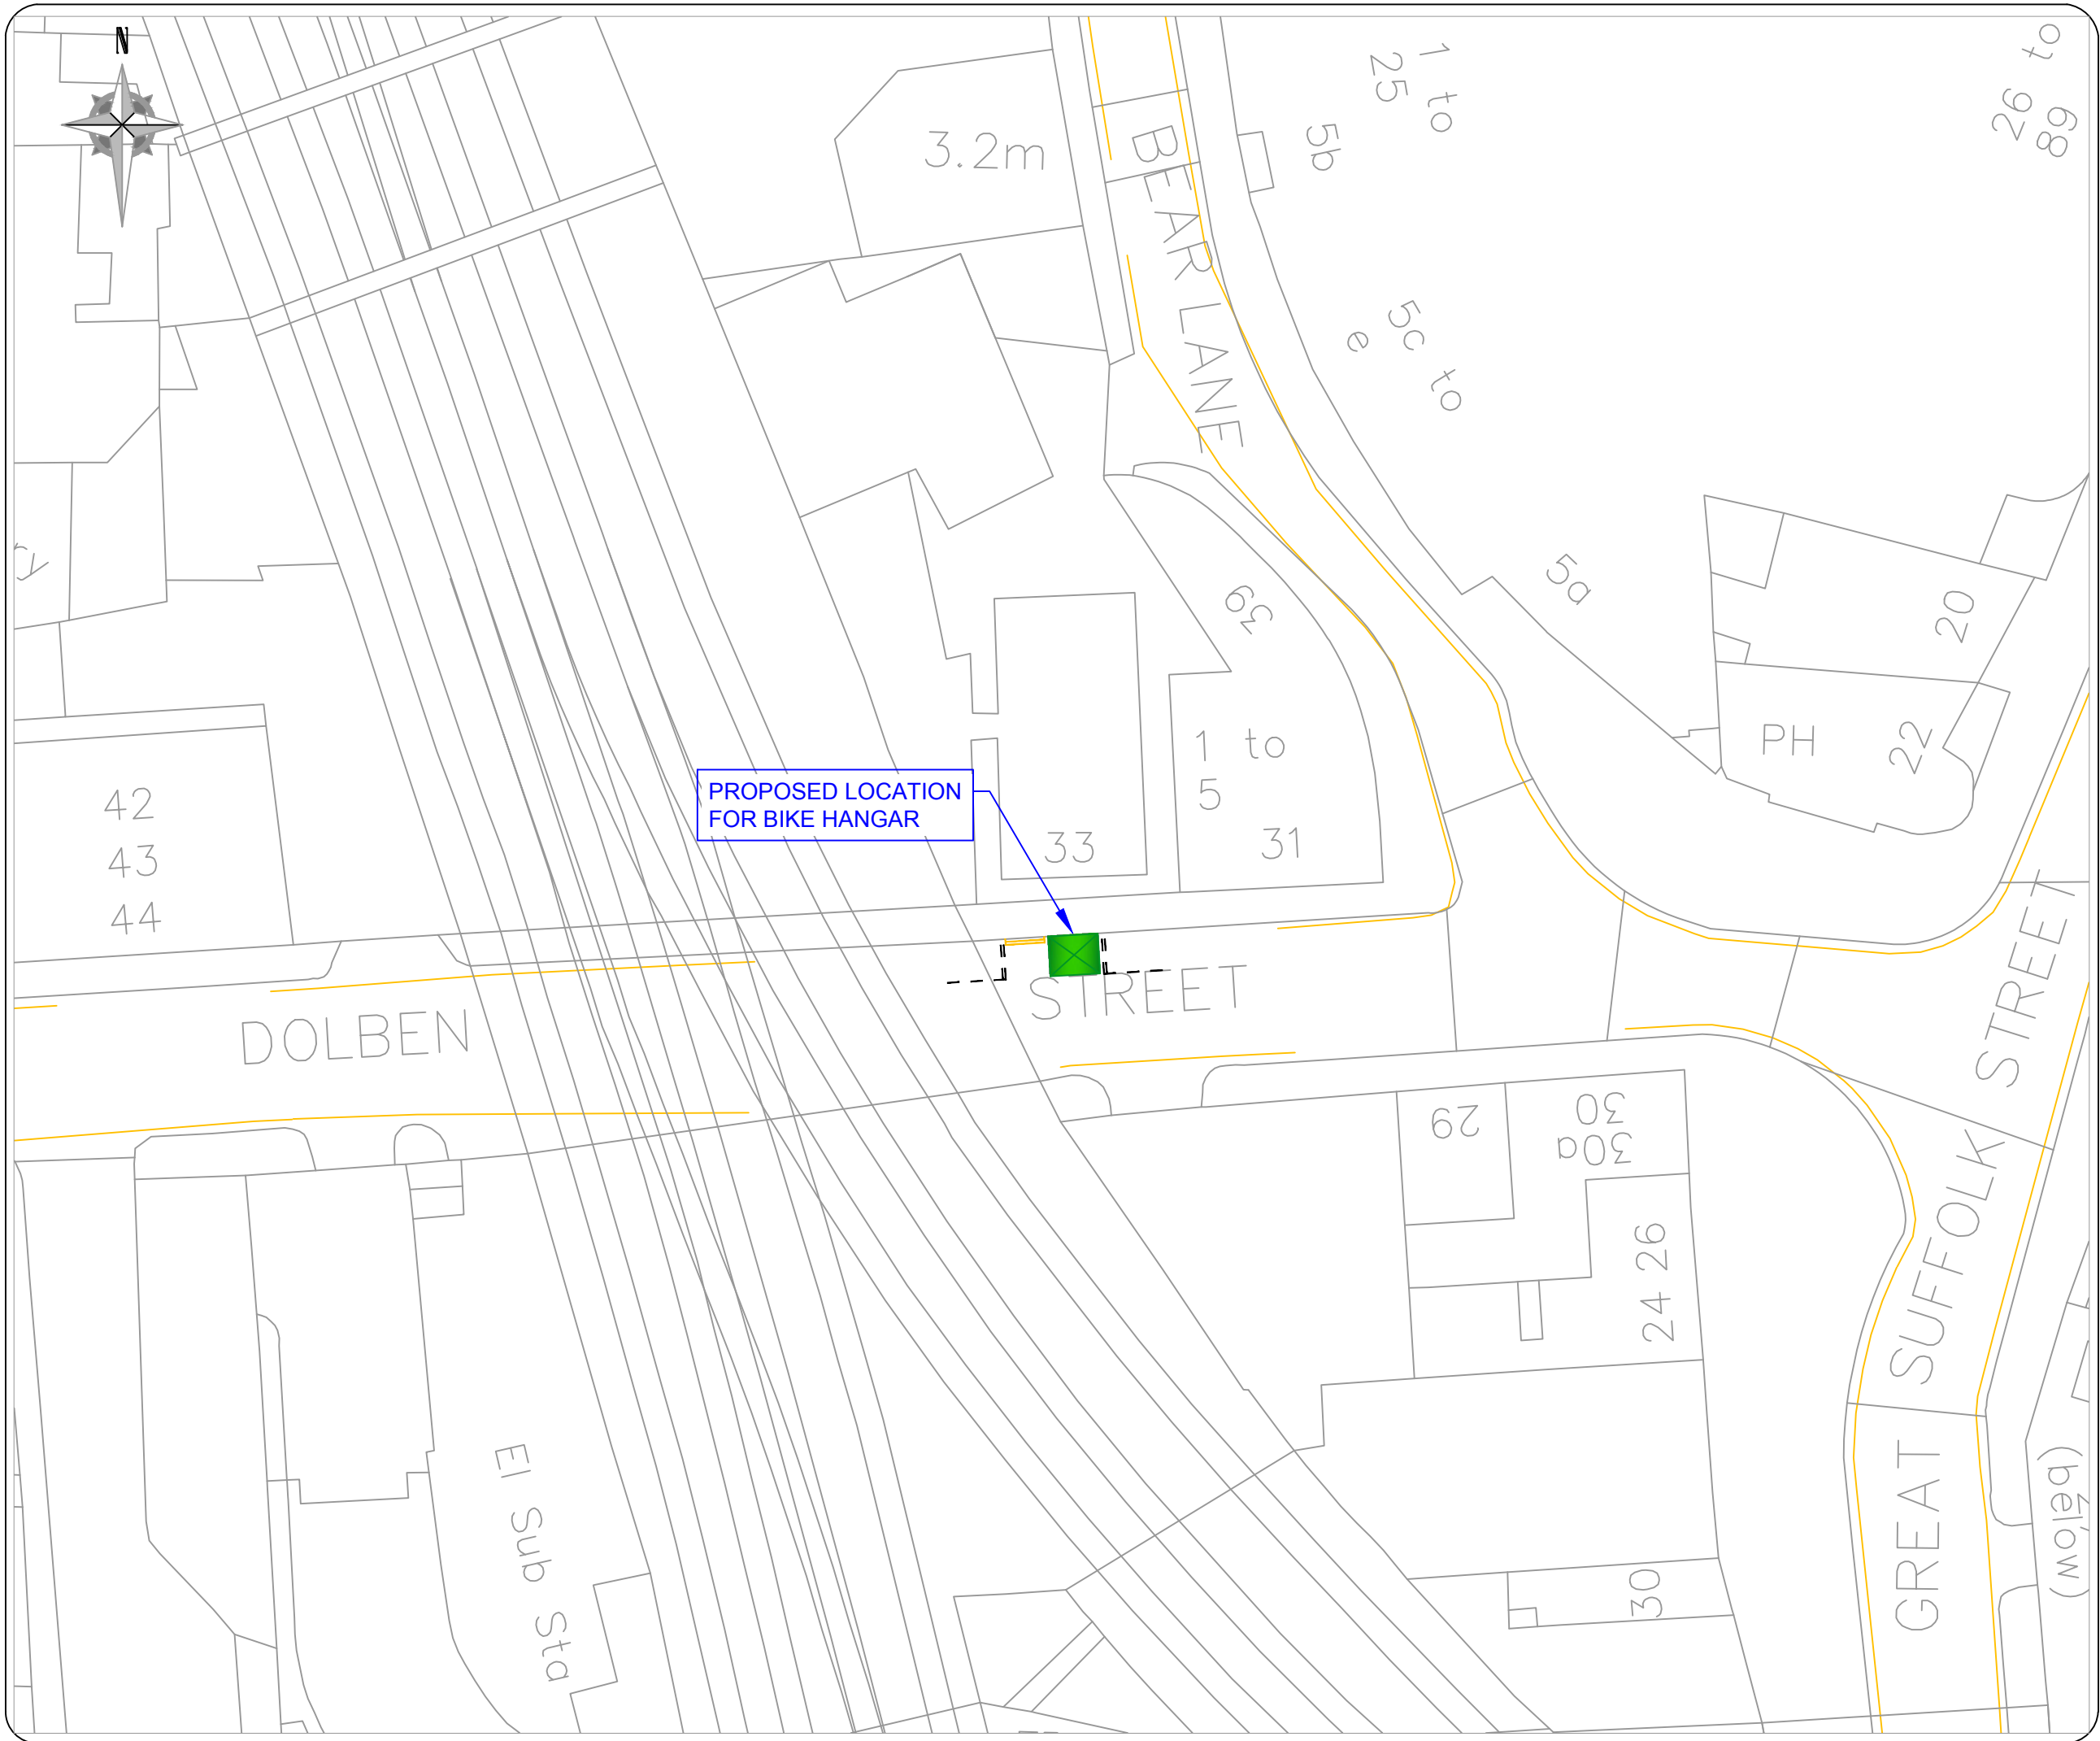 N
3.2m
BEAR LANE
1 to
25
5b
26 to
68
5c to
e
5a
20
22
PH
39
1 to
5
31
33
PROPOSED LOCATION
FOR BIKE HANGAR
42
43
44
DOLBEN
STREET
29
30
30a
24 26
30
GREAT SUFFOLK STREET
El Sub Sta
(below)